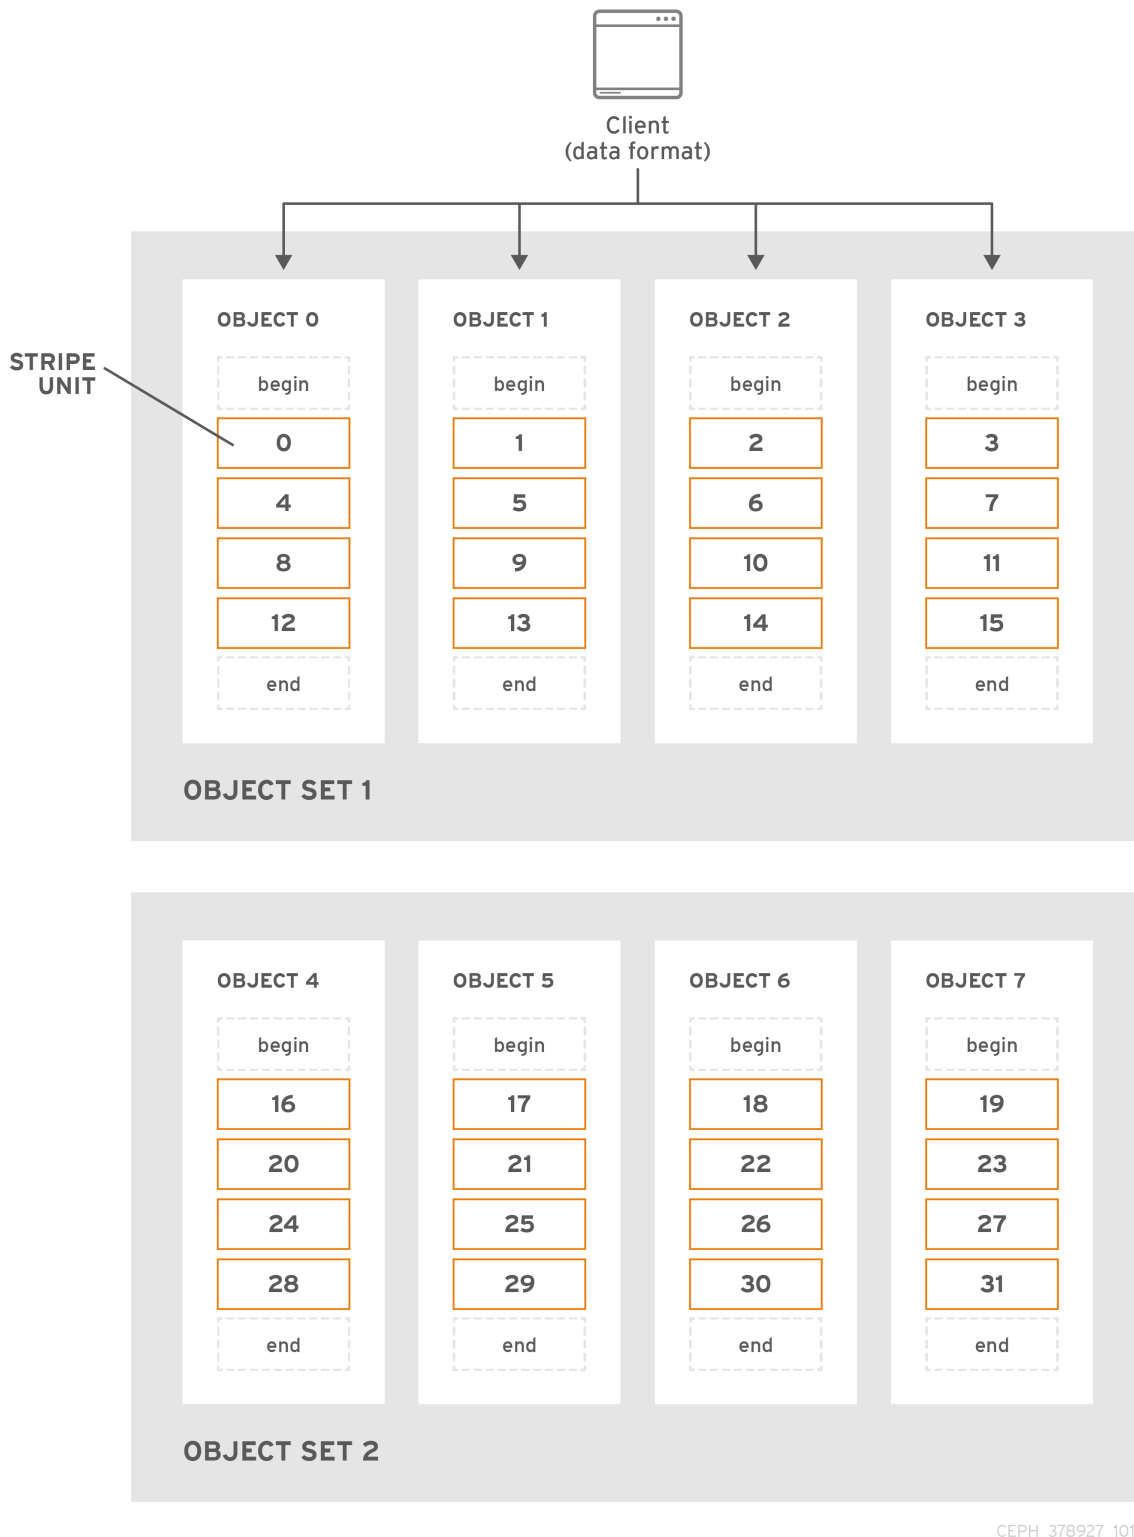 Client
(data format)
STRIPE
UNIT
OBJECT 0
begin
0
4
8
12
end
OBJECT 1
begin
1
5
9
13
end
OBJECT 2
begin
2
6
10
14
end
OBJECT 3
begin
3
7
11
15
end
OBJECT SET 1
OBJECT 4
begin
16
20
24
28
end
OBJECT 5
begin
17
21
25
29
end
OBJECT 6
begin
18
22
26
30
end
OBJECT 7
begin
19
23
27
31
end
OBJECT SET 2
CEPH_378927_101